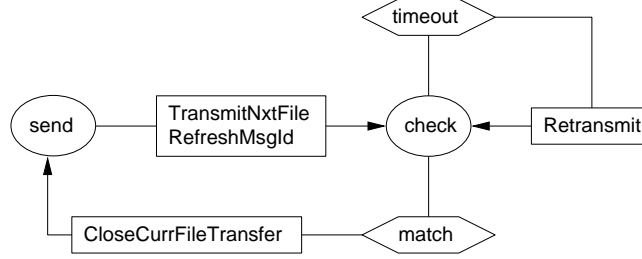 timeout
send
TransmitNxtFile
RefreshMsgId
check
Retransmit
CloseCurrFileTransfer
match